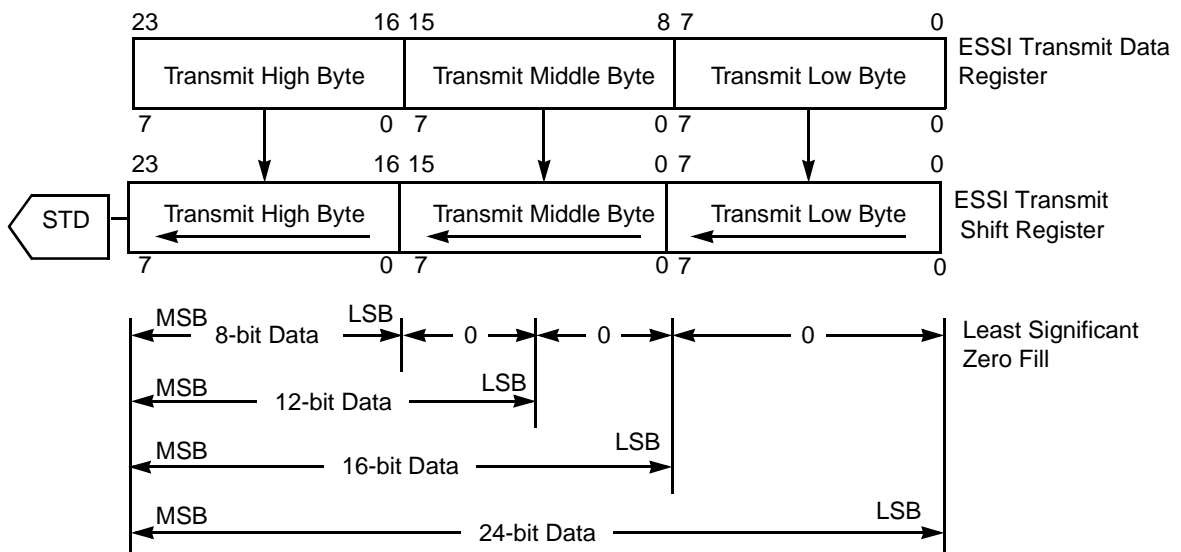 23 16 15 8 7 0
ESSI Transmit Data
Register
Transmit High Byte Transmit Middle Byte Transmit Low Byte
7 0 7 0 7 0
23 16 15 0 7 0
STD
Transmit High Byte Transmit Middle Byte Transmit Low Byte
ESSI Transmit
Shift Register
7 0 7 0 7 0
MSB 8-bit Data LSB 0 0 0
Least Significant
Zero Fill
MSB 12-bit Data LSB
MSB 16-bit Data LSB
MSB 24-bit Data LSB